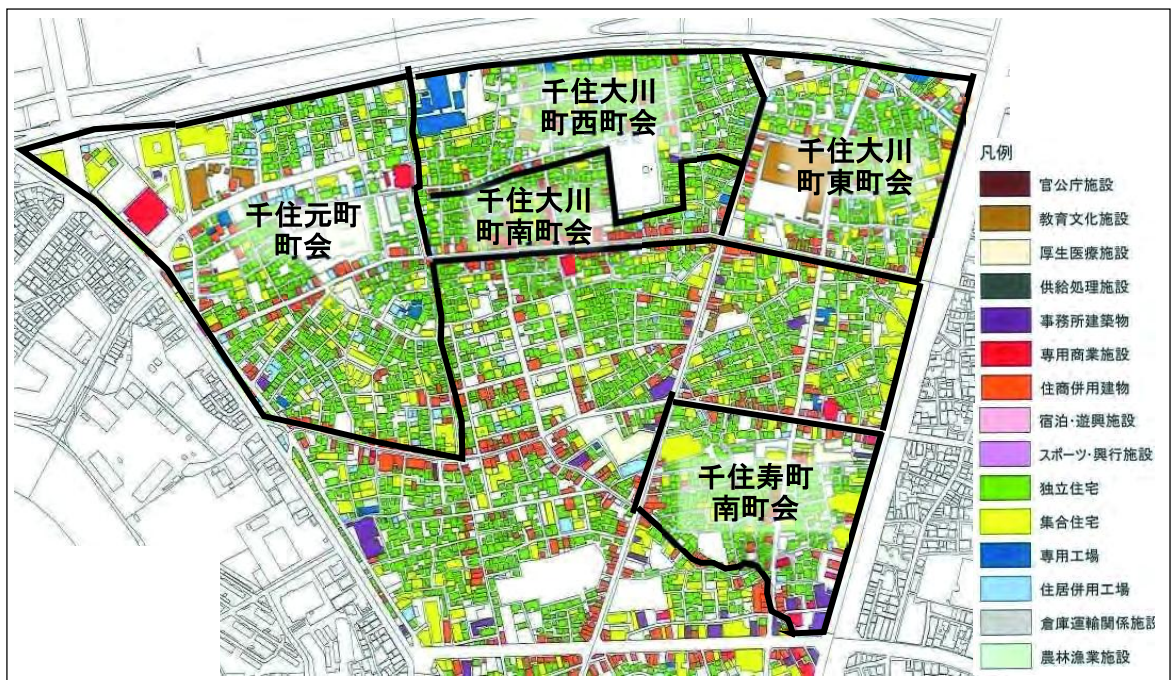 千住大川
町西町会
千住大川
町東町会
千住大川
町南町会
千住元町
町会
千住寿町
南町会
凡例
官公庁施設
教育文化施設
厚生医療施設
供給処理施設
事務所建築物
専用商業施設
住商併用建物
宿泊・遊興施設
スポーツ・興行施設
独立住宅
集合住宅
専用工場
住居併用工場
倉庫運輸関係施設
農林漁業施設